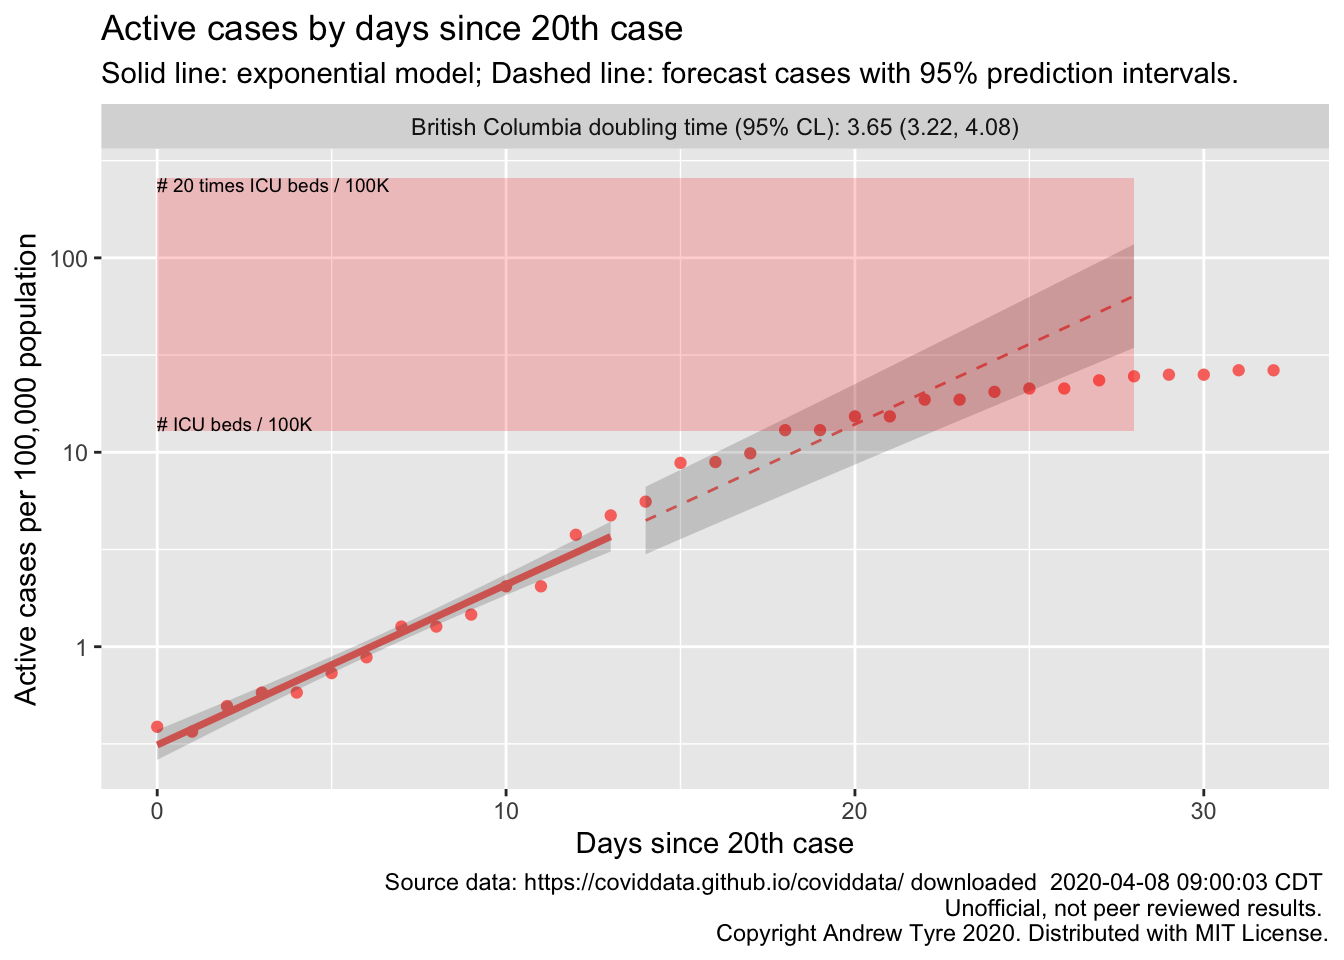 Active cases by days since 20th case
Solid line: exponential model; Dashed line: forecast cases with 95% prediction intervals.
British Columbia doubling time (95% CL): 3.65 (3.22, 4.08)
# 20 times ICU beds / 100K
100
# ICU beds / 100K
10
1
Active cases per 100,000 population
0
10
20
30
Days since 20th case
Source data: https://coviddata.github.io/coviddata/ downloaded  2020-04-08 09:00:03 CDT
Unofficial, not peer reviewed results.
Copyright Andrew Tyre 2020. Distributed with MIT License.